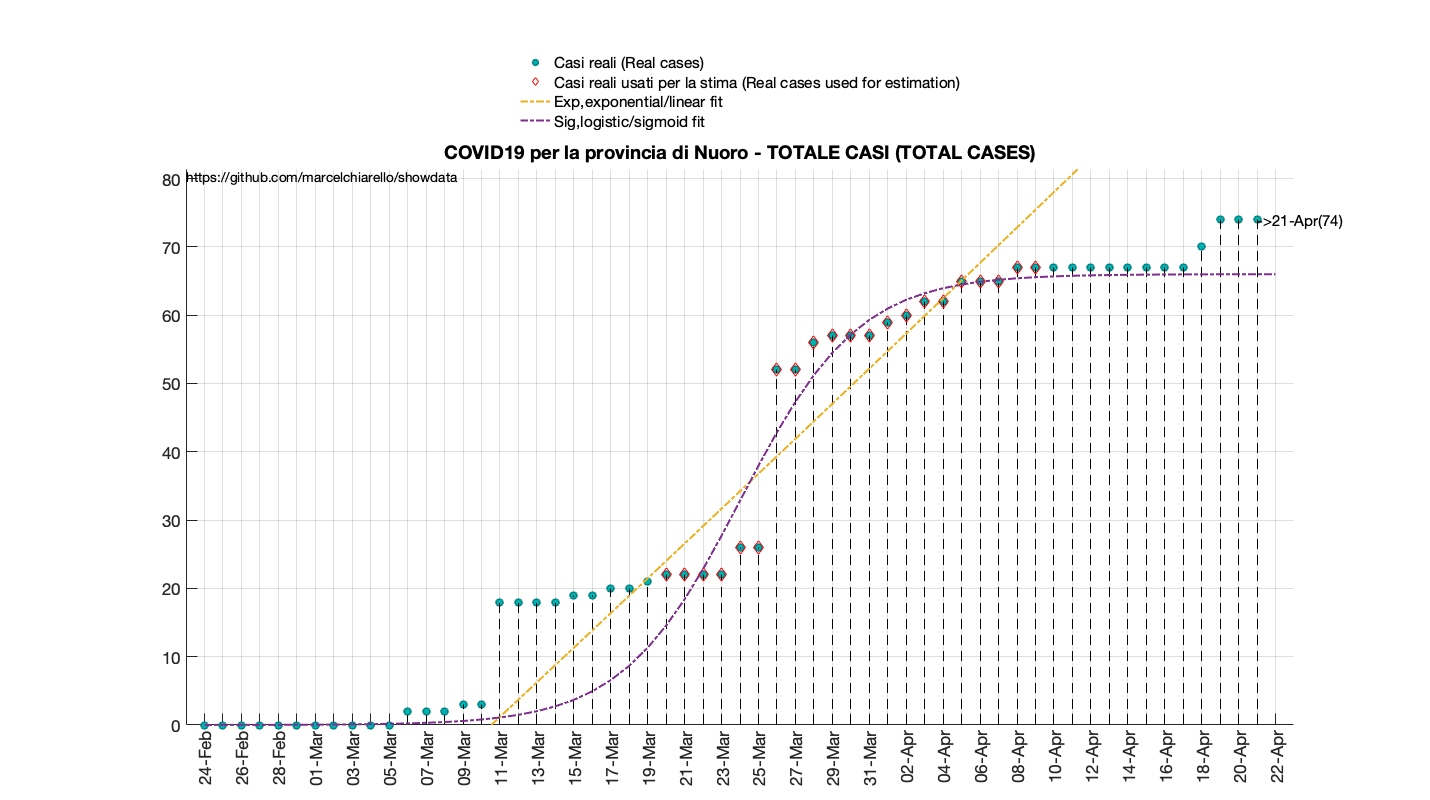 Casi reali (Real cases)
Casi reali usati per la stima (Real cases used for estimation)
Exp,exponential/linear fit
Sig,logistic/sigmoid fit
COVID19 per la provincia di Nuoro - TOTALE CASI (TOTAL CASES)
https://github.com/marcelchiarello/showdata
80
70
60
50
40
30
20
10
0
->21-Apr(74)
24-Feb
26-Feb
28-Feb
01-Mar
03-Mar
05-Mar
07-Mar
09-Mar
11-Mar
13-Mar
15-Mar
17-Mar
19-Mar
21-Mar
23-Mar
25-Mar
27-Mar
29-Mar
31-Mar
02-Apr
04-Apr
06-Apr
08-Apr
10-Apr
12-Apr
14-Apr
16-Apr
18-Apr
20-Apr
22-Apr